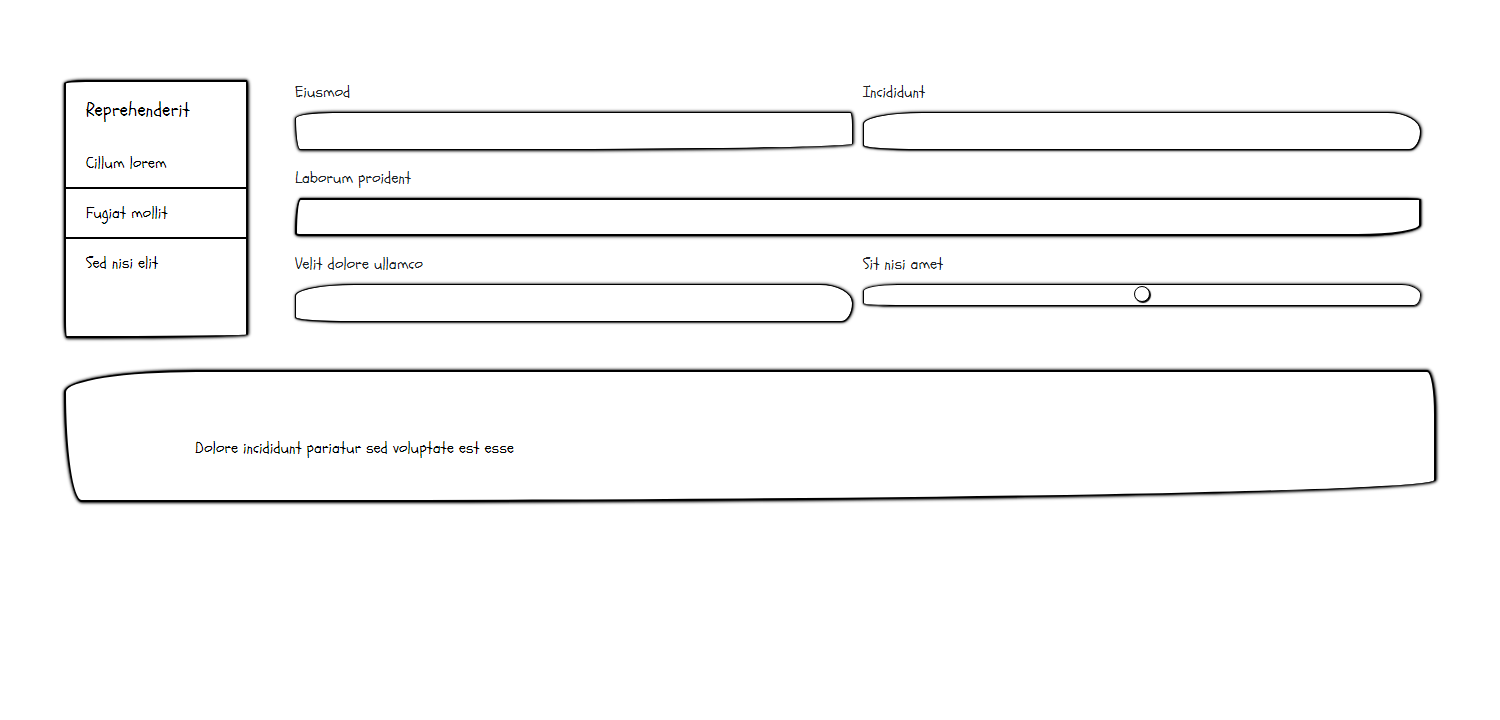 Reprehenderit
Cillum lorem
Fugiat mollit
Sed nisi elit
Eiusmod
Incididunt
Laborum proident
Velit dolore ullamco
Sit nisi amet
Dolore incididunt pariatur sed voluptate est esse